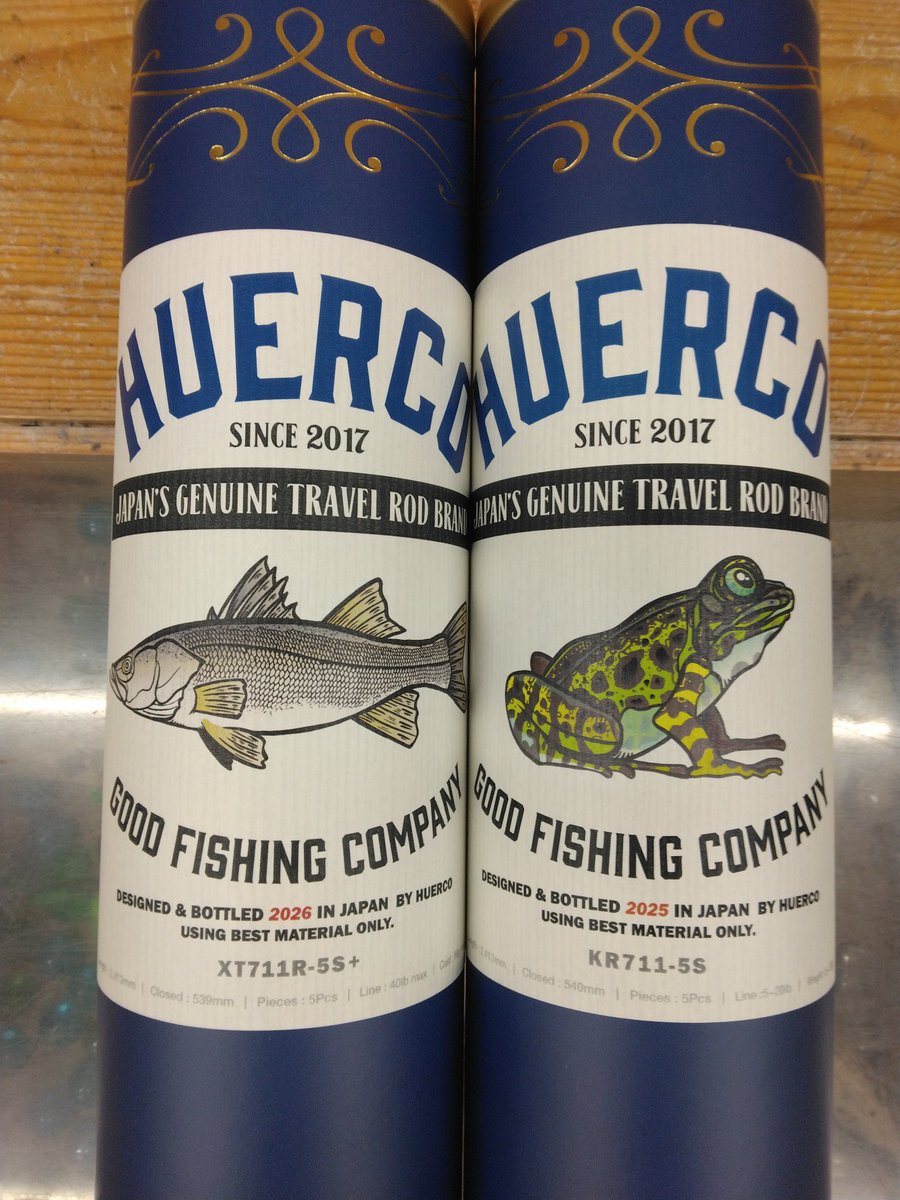 HUERCO
SINCE 2017
JAPAN'S GENUINE TRAVEL ROD BRAND
GOOD FISHING COMPANY
DESIGNED & BOTTLED 2026 IN JAPAN BY HUERCO
USING BEST MATERIAL ONLY.
XT711R-5S+
| Closed : 539mm | Pieces : 5Pcs | Line : 40lb max |
HUERCO
SINCE 2017
JAPAN'S GENUINE TRAVEL ROD BRAND
GOOD FISHING COMPANY
DESIGNED & BOTTLED 2025 IN JAPAN BY HUERCO
USING BEST MATERIAL ONLY.
KR711-5S
| Closed : 540mm | Pieces : 5Pcs | Line : 5-20lb |